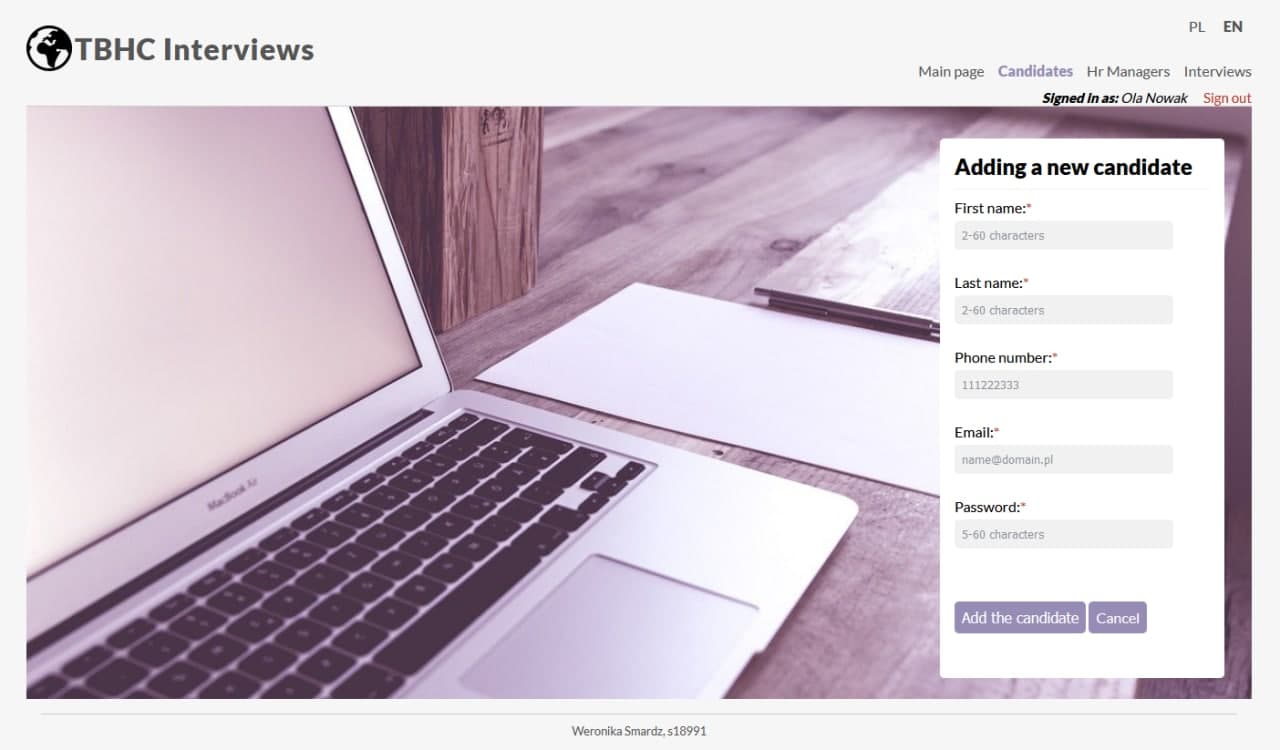 TBHC Interviews
PL EN
Main page Candidates Hr Managers Interviews
Signed in as: Ola Nowak Sign out
Adding a new candidate
First name:*
2-60 characters
Last name:*
2-60 characters
Phone number:*
111222333
Email:*
name@domain.pl
Password:*
5-60 characters
Add the candidate Cancel
MacBook Air
Weronika Smardz, s18991